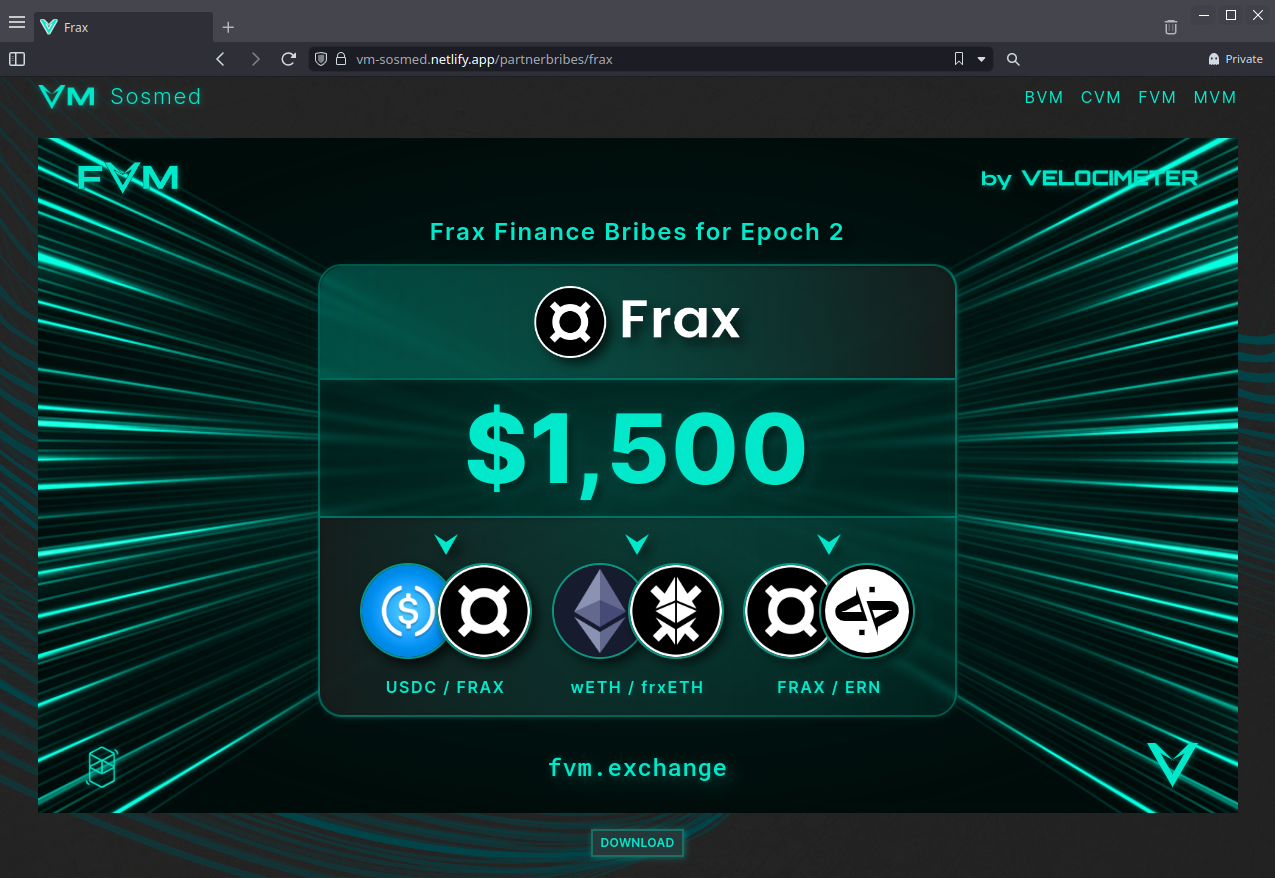 Frax
vm-sosmed.netlify.app/partnerbribes/frax
Private
VM Sosmed
BVM CVM FVM MVM
FVM
by VELOCIMETER
Frax Finance Bribes for Epoch 2
Frax
$1,500
USDC / FRAX
wETH / frxETH
FRAX / ERN
fvm.exchange
DOWNLOAD